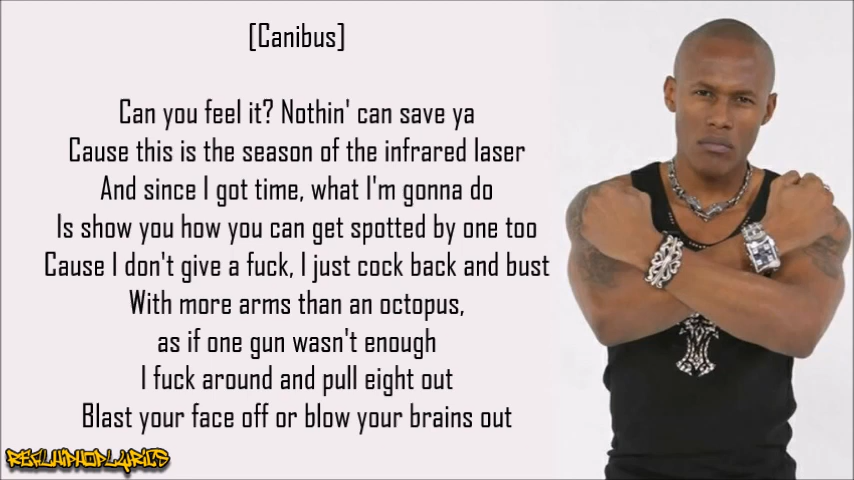 [Canibus]
Can you feel it? Nothin' can save ya
Cause this is the season of the infrared laser
And since I got time, what I'm gonna do
Is show you how you can get spotted by one too
Cause I don't give a fuck, I just cock back and bust
With more arms than an octopus,
as if one gun wasn't enough
I fuck around and pull eight out
Blast your face off or blow your brains out
REFLHIPHOPLYRICS